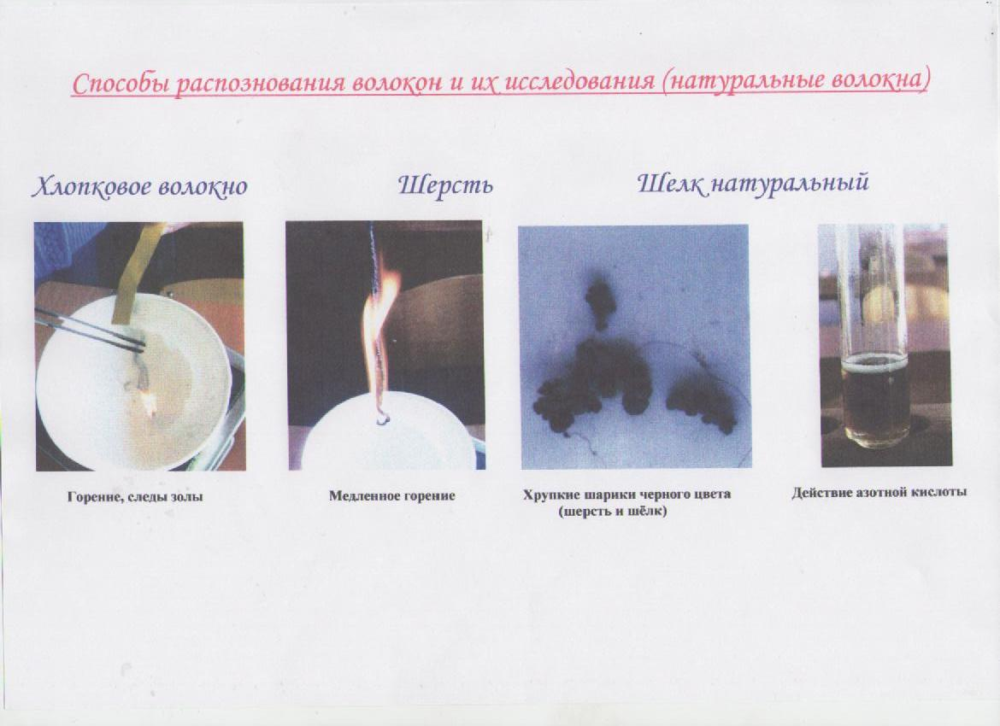 Способы распознования волокон и их исследования (натуральные волокна)
Хлопковое волокно
Шерсть
Шелк натуральный
Горение, следы золы
Медленное горение
Хрупкие шарики черного цвета
(шерсть и шёлк)
Действие азотной кислоты